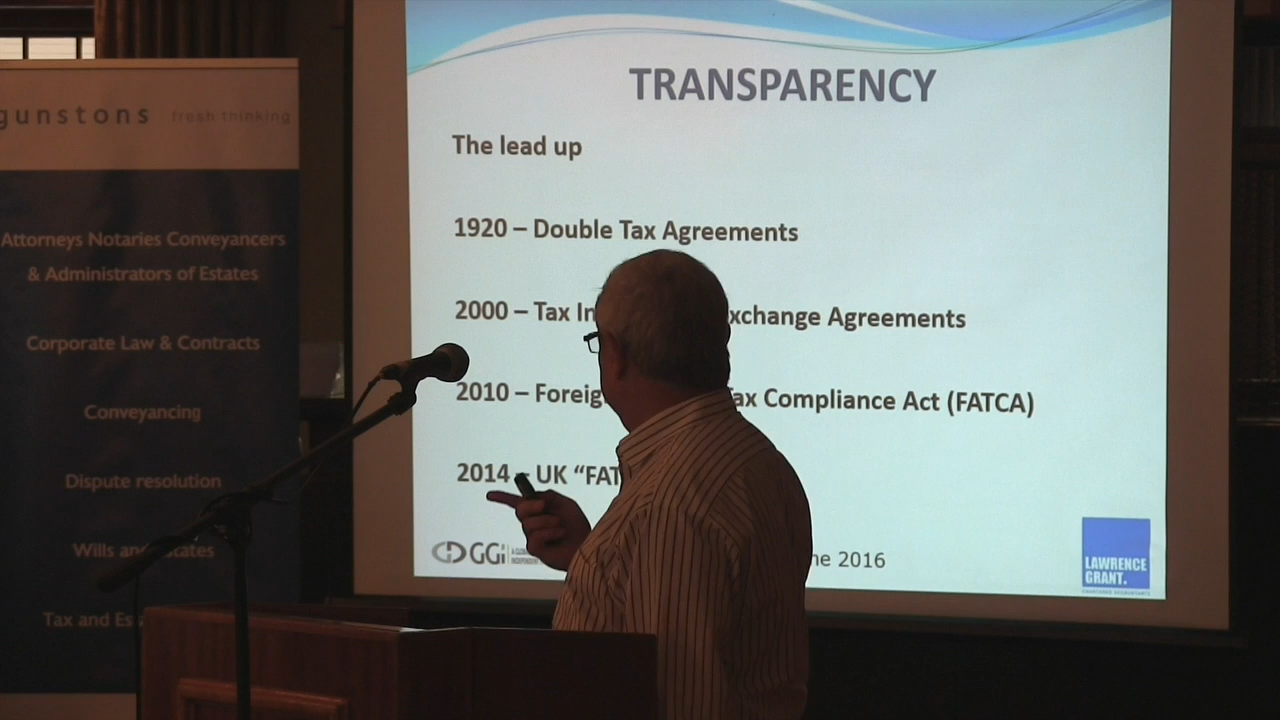 gunstons fresh thinking
Attorneys Notaries Conveyancers
& Administrators of Estates
Corporate Law & Contracts
Conveyancing
Dispute resolution
Wills and states
Tax and Es
TRANSPARENCY
The lead up
1920 – Double Tax Agreements
2000 – Tax In xchange Agreements
2010 – Foreig ax Compliance Act (FATCA)
2014 – UK “FAT
GGi
ne 2016
LAWRENCE
GRANT.